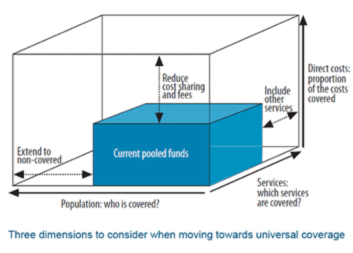 Reduce
cost sharing
and fees
Direct costs:
proportion
of the costs
covered
Include
other
services
Extend to
non-covered
Current pooled funds
Services:
which services
are covered?
Population: who is covered?
Three dimensions to consider when moving towards universal coverage